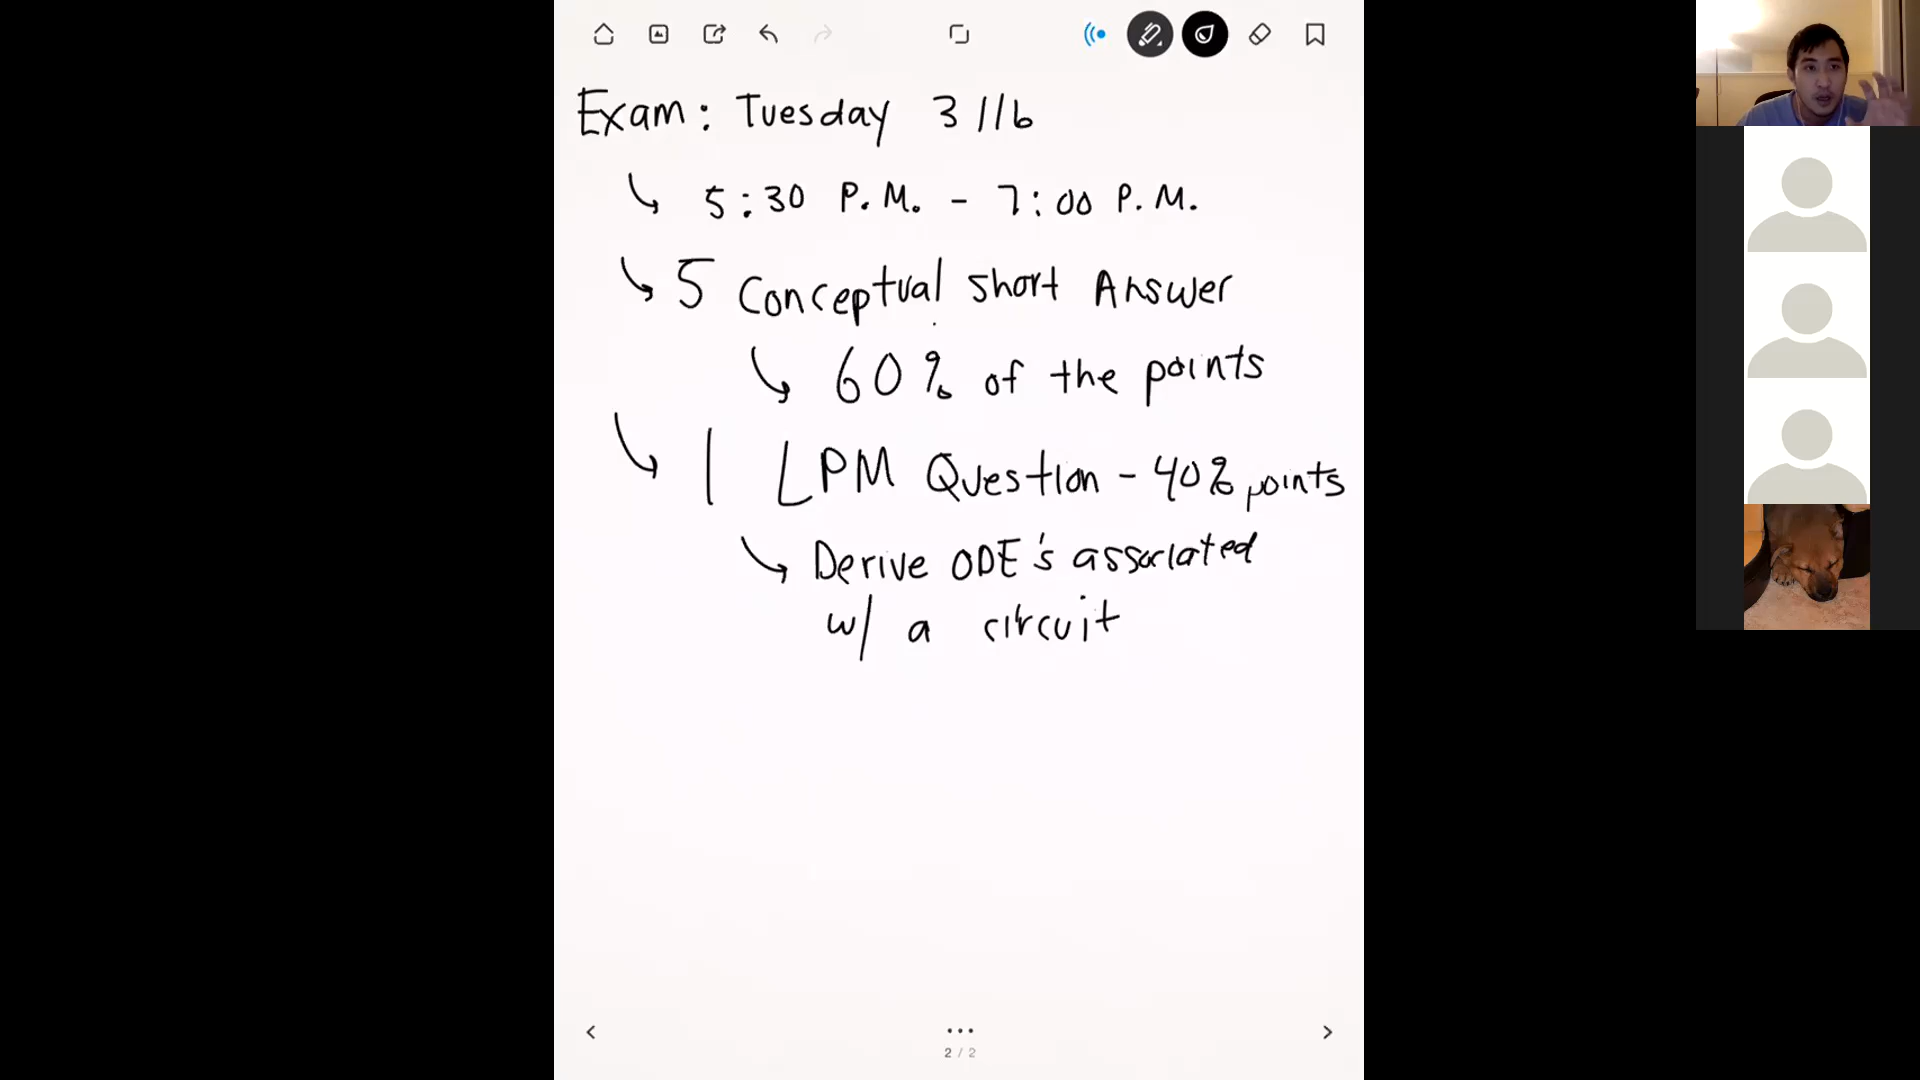 Exam: Tuesday 3/16
5:30 P.M. - 7:00 P.M.
5 Conceptual Short Answer
60% of the points
1 LPM Question - 40% points
Derive ODE's associated
w/ a circuit
2 / 2